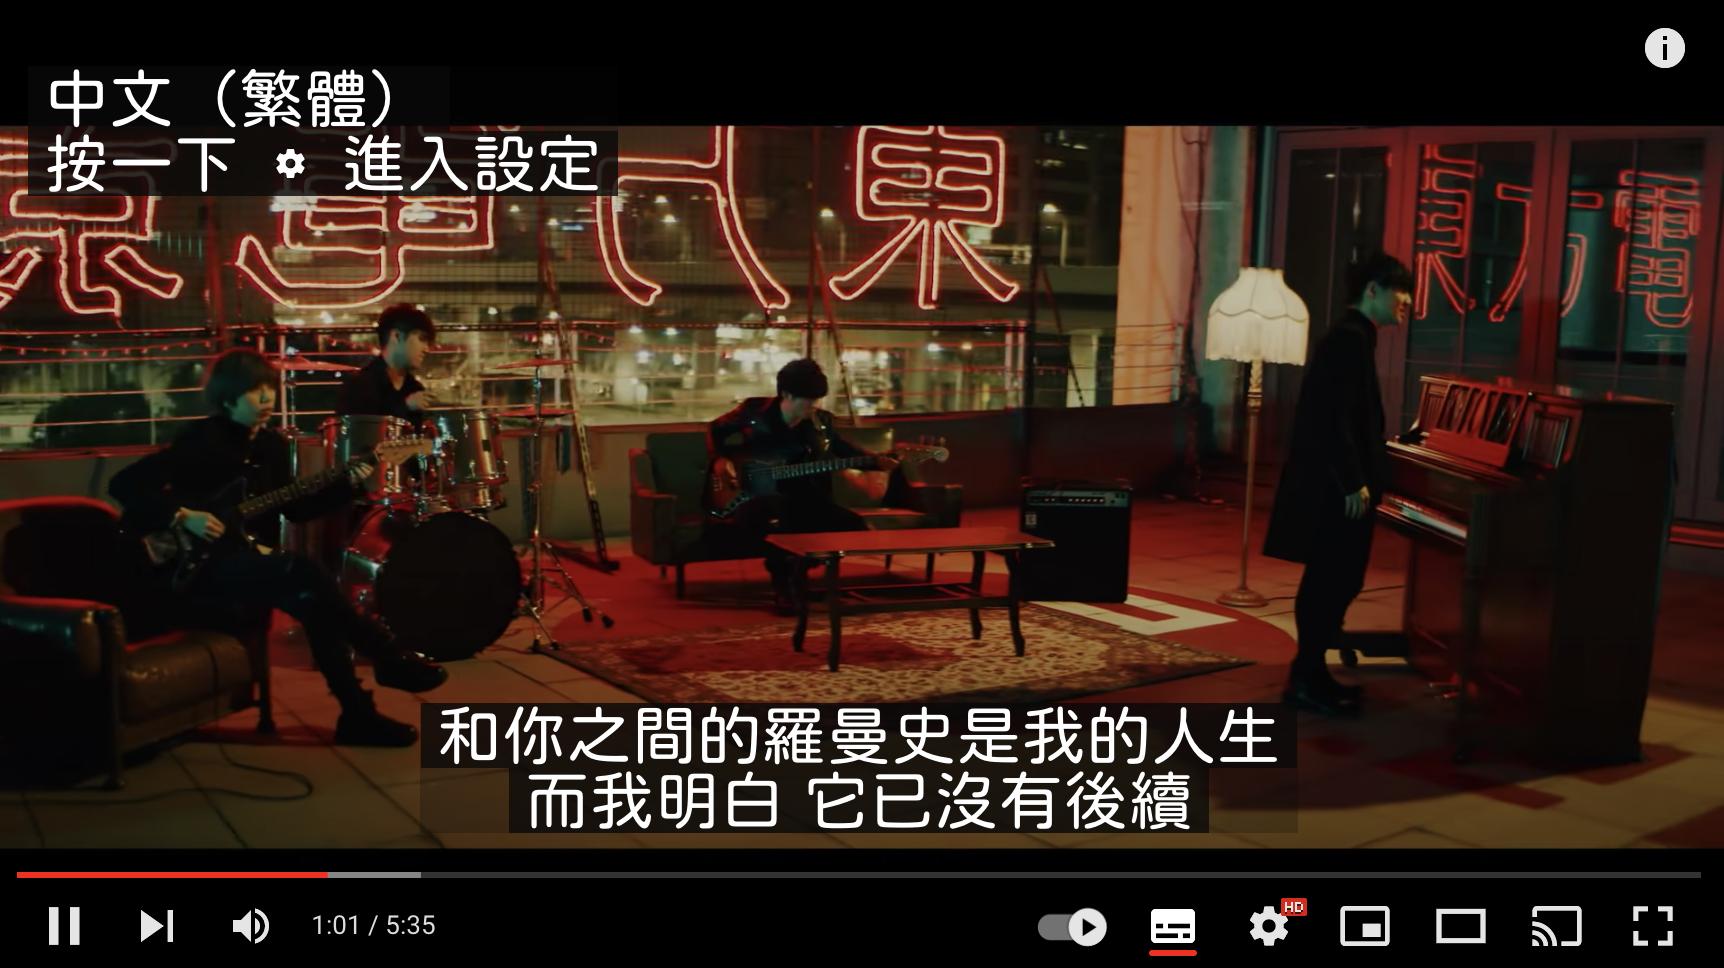 中文（繁體）
按一下 ⚙ 進入設定
東
和你之間的羅曼史是我的人生
而我明白 它已沒有後續
1:01 / 5:35
HD